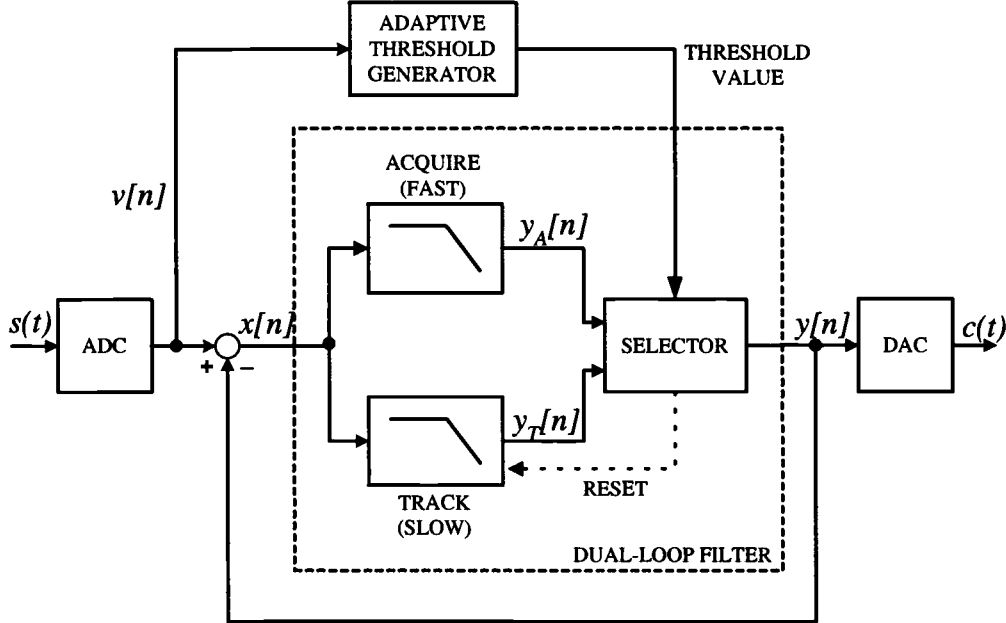 ADAPTIVE
THRESHOLD
GENERATOR
THRESHOLD
VALUE
ACQUIRE
(FAST)
v[n]
y_A[n]
s(t)
ADC
x[n]
+
−
SELECTOR
y[n]
DAC
c(t)
y_T[n]
RESET
TRACK
(SLOW)
DUAL-LOOP FILTER